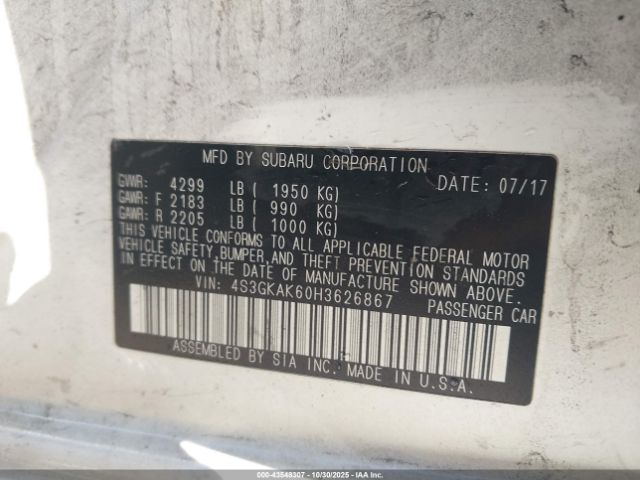 MFD BY SUBARU CORPORATION
GVWR: 4299 LB ( 1950 KG) DATE: 07/17
GAWR: F 2183 LB ( 990 KG)
GAWR: R 2205 LB ( 1000 KG)
THIS VEHICLE CONFORMS TO ALL APPLICABLE FEDERAL MOTOR
VEHICLE SAFETY, BUMPER, AND THEFT PREVENTION STANDARDS
IN EFFECT ON THE DATE OF MANUFACTURE SHOWN ABOVE.
VIN: 4S3GKAK60H3626867 PASSENGER CAR
ASSEMBLED BY SIA INC. MADE IN U.S.A.
000-43548307 - 10/30/2025 - IAA Inc.